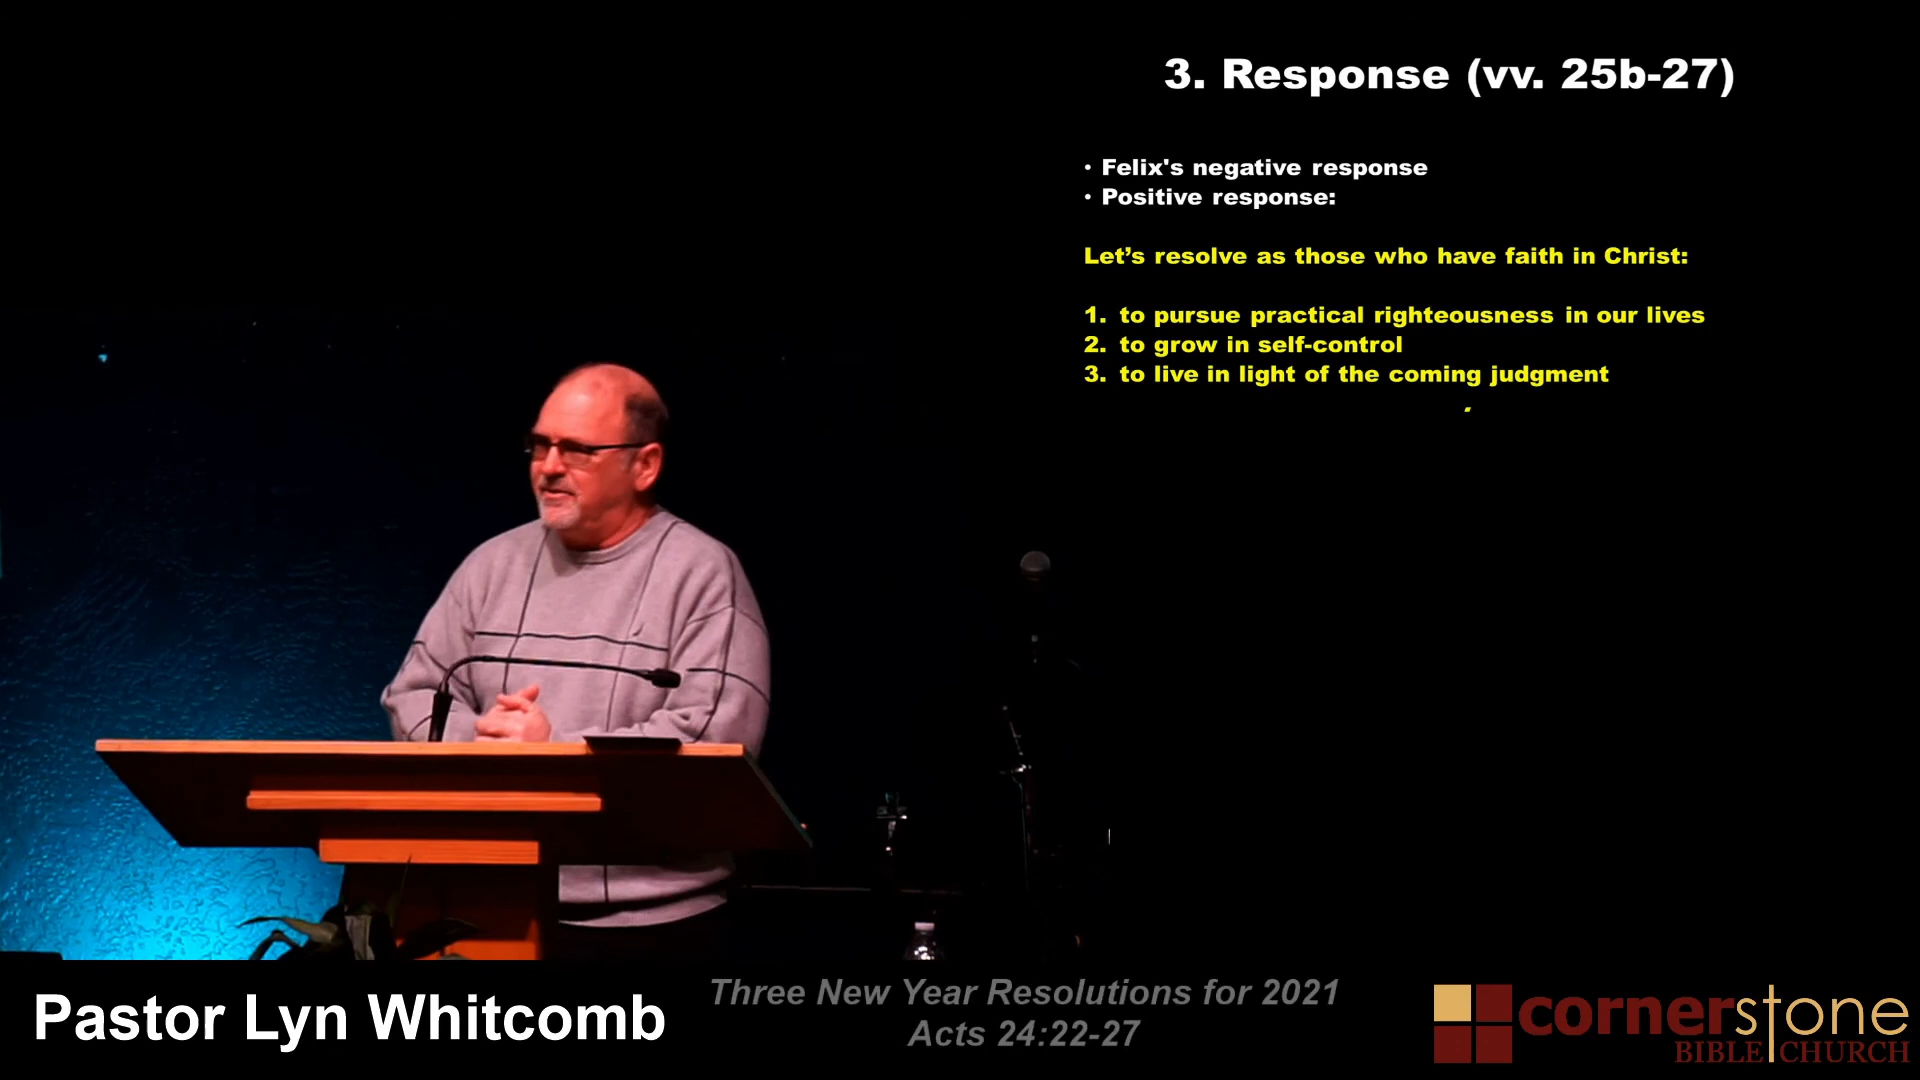 3. Response (vv. 25b-27)
• Felix's negative response
• Positive response:
Let’s resolve as those who have faith in Christ:
1. to pursue practical righteousness in our lives
2. to grow in self-control
3. to live in light of the coming judgment
.
Pastor Lyn Whitcomb
Three New Year Resolutions for 2021
Acts 24:22-27
cornerstone
BIBLE CHURCH